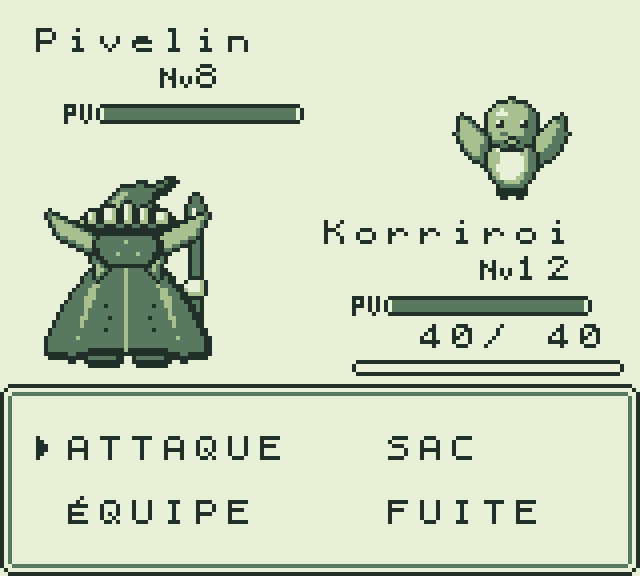 Pivelin
Nv8
PV
Korriroi
Nv12
PV
40/ 40
ATTAQUE SAC
ÉQUIPE FUITE